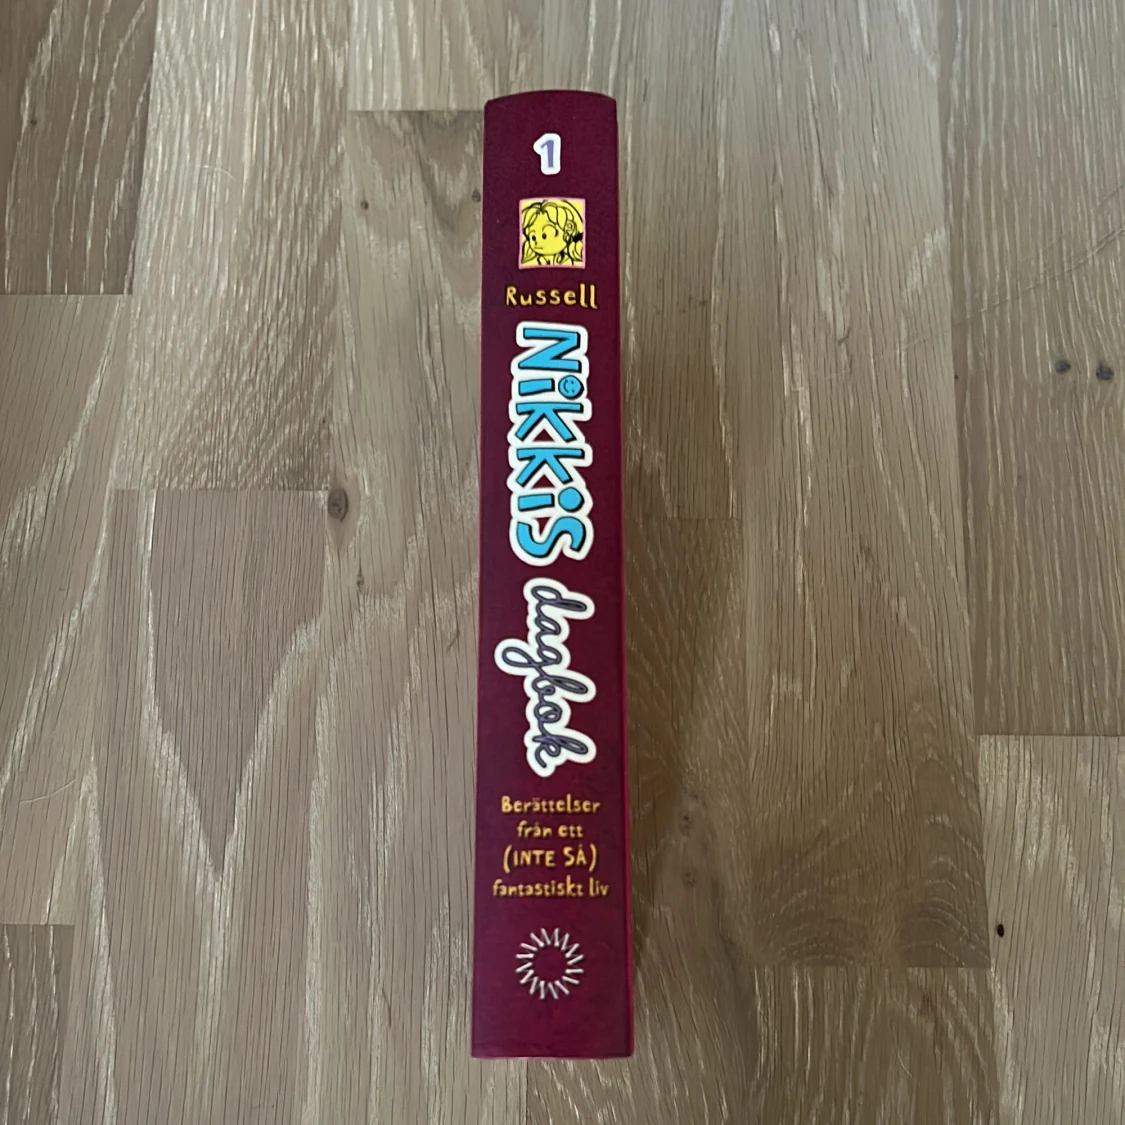 1
Russell
NiKKiS
dagbok
Berättelser
från ett
(INTE SÅ)
fantastiskt liv